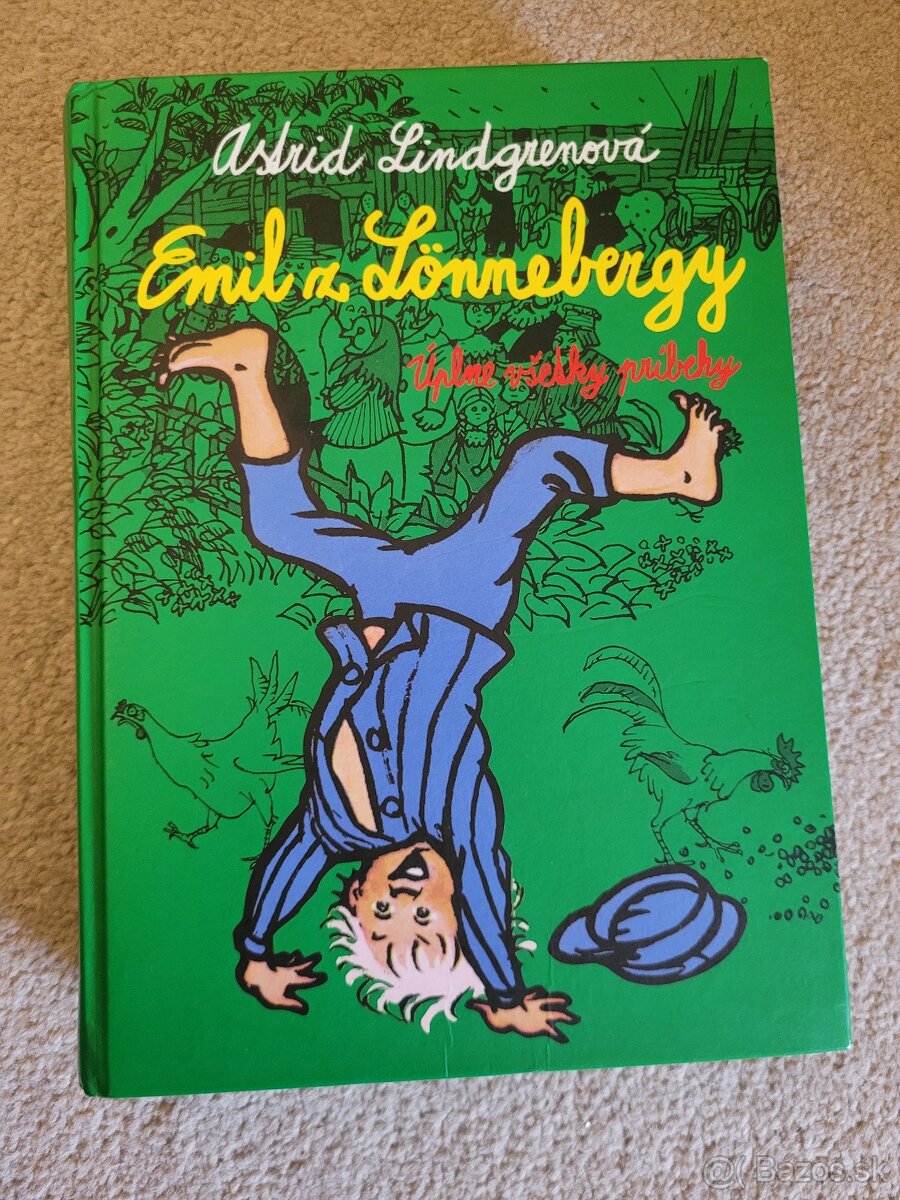 Astrid Lindgrenová
Emil z Lönnebergy
Úplne všetky príbehy
Bazos.sk